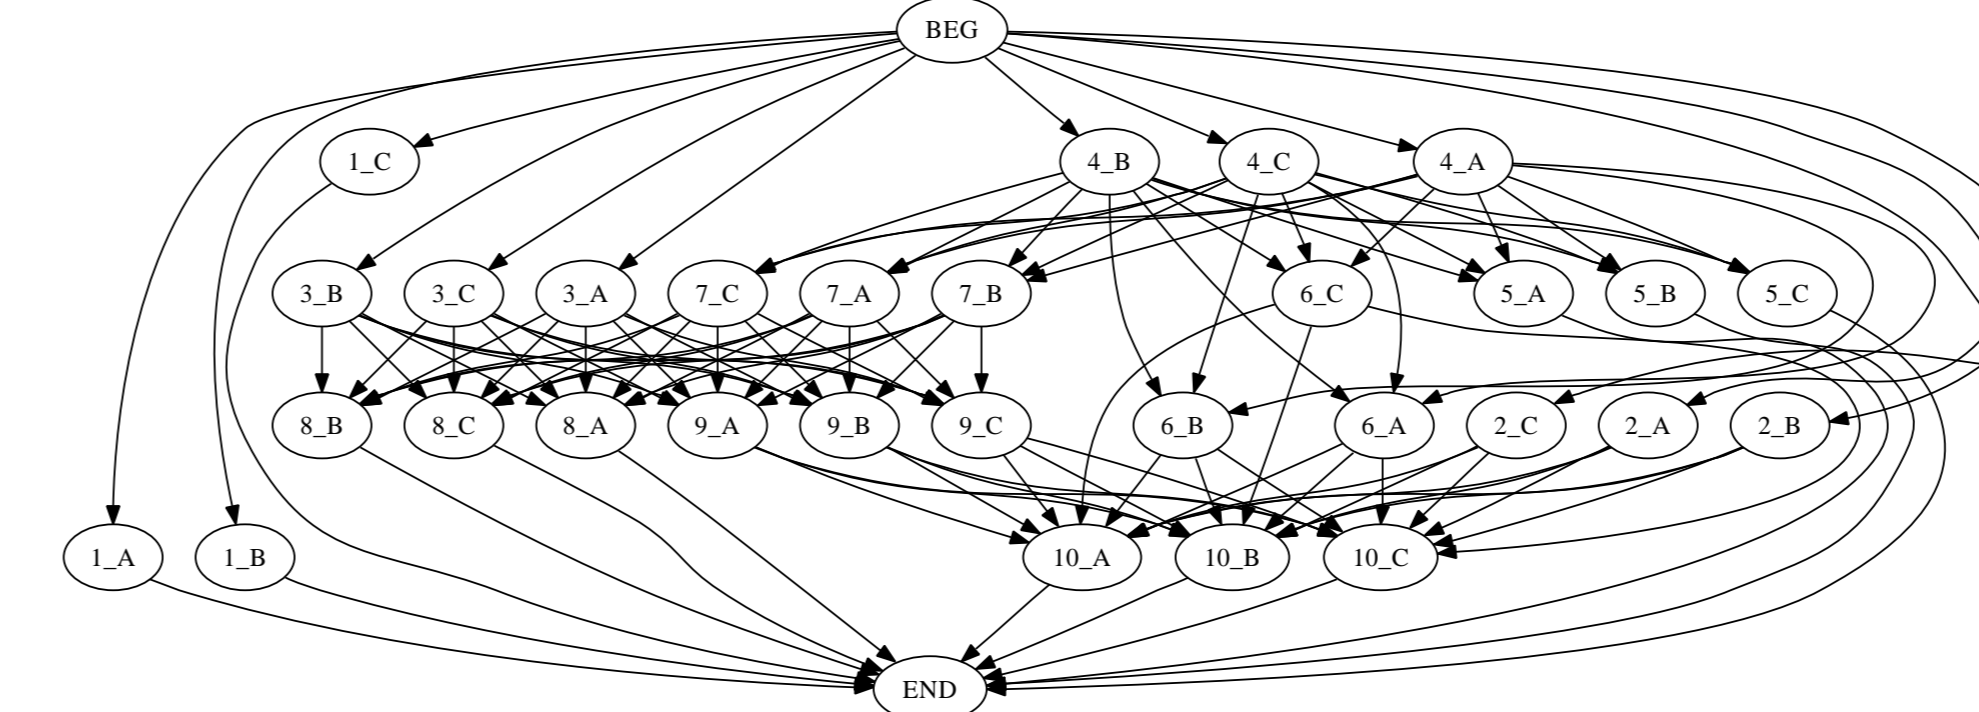 BEG
1_C
4_B
4_C
4_A
3_B
3_C
3_A
7_C
7_A
7_B
6_C
5_A
5_B
5_C
8_B
8_C
8_A
9_A
9_B
9_C
6_B
6_A
2_C
2_A
2_B
1_A
1_B
10_A
10_B
10_C
END